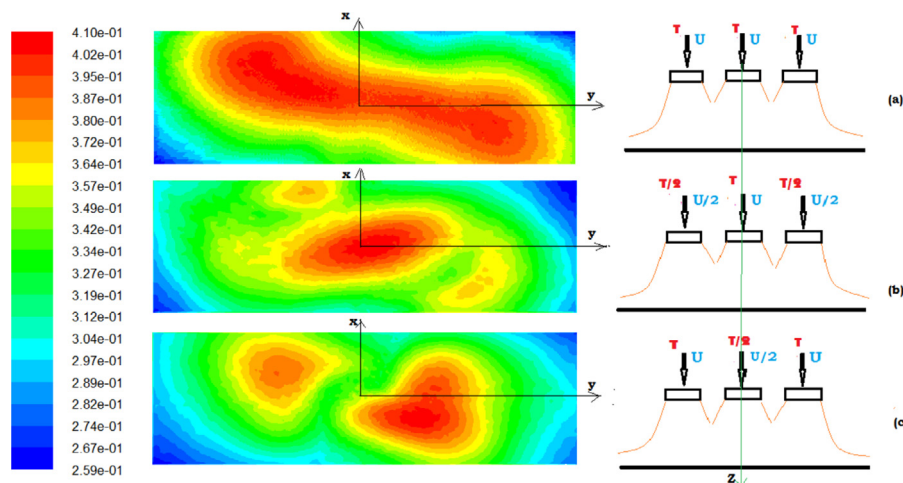 4.10e-01
4.02e-01
3.95e-01
3.87e-01
3.80e-01
3.72e-01
3.64e-01
3.57e-01
3.49e-01
3.42e-01
3.34e-01
3.27e-01
3.19e-01
3.12e-01
3.04e-01
2.97e-01
2.89e-01
2.82e-01
2.74e-01
2.67e-01
2.59e-01
x
y
T U T U T U
(a)
x
y
T/2 U/2 T U T/2 U/2
(b)
x
y
T U T/2 U/2 T U
(c
Z